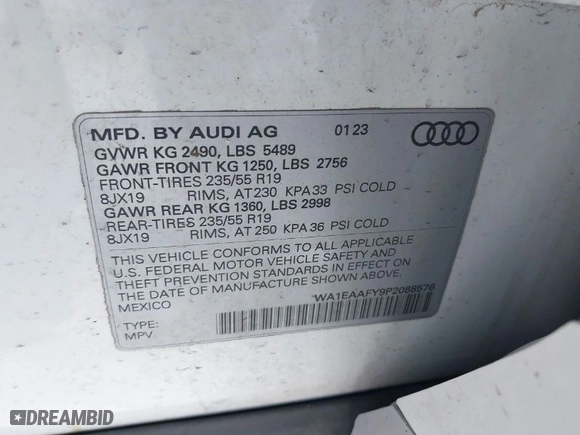 MFD. BY AUDI AG 01 23
GVWR KG 2490, LBS 5489
GAWR FRONT KG 1250, LBS 2756
FRONT-TIRES 235/55 R19
8JX19 RIMS, AT 230 KPA 33 PSI COLD
GAWR REAR KG 1360, LBS 2998
REAR-TIRES 235/55 R19
8JX19 RIMS, AT 250 KPA 36 PSI COLD
THIS VEHICLE CONFORMS TO ALL APPLICABLE
U.S. FEDERAL MOTOR VEHICLE SAFETY AND
THEFT PREVENTION STANDARDS IN EFFECT ON
THE DATE OF MANUFACTURE SHOWN ABOVE.
MEXICO
WA1EAAFY9P2088576
TYPE:
MPV
DREAMBID